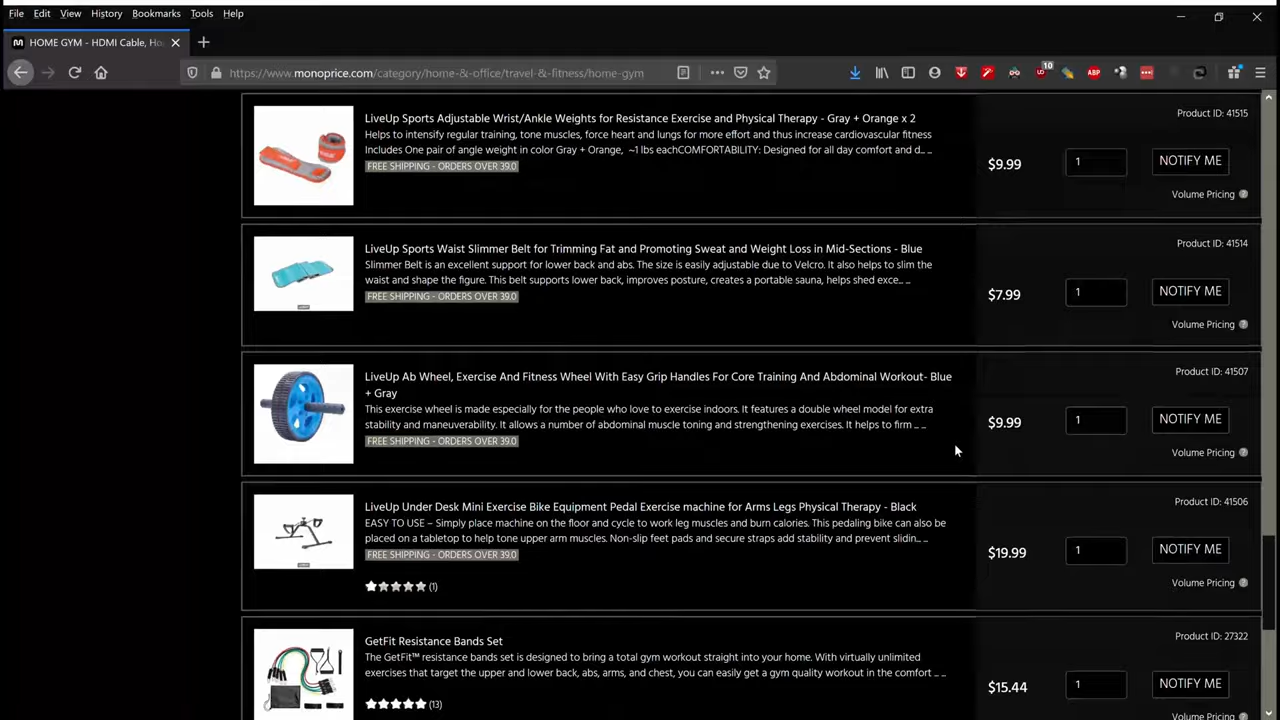 File Edit View History Bookmarks Tools Help
HOME GYM - HDMI Cable, Ho
https://www.monoprice.com/category/home-&-office/travel-&-fitness/home-gym
10
ABP
Product ID: 41515
LiveUp Sports Adjustable Wrist/Ankle Weights for Resistance Exercise and Physical Therapy - Gray + Orange x 2
Helps to intensify regular training, tone muscles, force heart and lungs for more effort and thus increase cardiovascular fitness
Includes One pair of angle weight in color Gray + Orange, ~1 lbs eachCOMFORTABILITY: Designed for all day comfort and d... ...
FREE SHIPPING - ORDERS OVER 39.0
$9.99
1
NOTIFY ME
Volume Pricing ?
Product ID: 41514
LiveUp Sports Waist Slimmer Belt for Trimming Fat and Promoting Sweat and Weight Loss in Mid-Sections - Blue
Slimmer Belt is an excellent support for lower back and abs. The size is easily adjustable due to Velcro. It also helps to slim the
waist and shape the figure. This belt supports lower back, improves posture, creates a portable sauna, helps shed exce... ...
FREE SHIPPING - ORDERS OVER 39.0
$7.99
1
NOTIFY ME
Volume Pricing ?
Product ID: 41507
LiveUp Ab Wheel, Exercise And Fitness Wheel With Easy Grip Handles For Core Training And Abdominal Workout- Blue
+ Gray
This exercise wheel is made especially for the people who love to exercise indoors. It features a double wheel model for extra
stability and maneuverability. It allows a number of abdominal muscle toning and strengthening exercises. It helps to firm ... ...
FREE SHIPPING - ORDERS OVER 39.0
$9.99
1
NOTIFY ME
Volume Pricing ?
Product ID: 41506
LiveUp Under Desk Mini Exercise Bike Equipment Pedal Exercise machine for Arms Legs Physical Therapy - Black
EASY TO USE – Simply place machine on the floor and cycle to work leg muscles and burn calories. This pedaling bike can also be
placed on a tabletop to help tone upper arm muscles. Non-slip feet pads and secure straps add stability and prevent slidin... ...
FREE SHIPPING - ORDERS OVER 39.0
(1)
$19.99
1
NOTIFY ME
Volume Pricing ?
Product ID: 27322
GetFit Resistance Bands Set
The GetFit™ resistance bands set is designed to bring a total gym workout straight into your home. With virtually unlimited
exercises that target the upper and lower back, abs, arms, and chest, you can easily get a gym quality workout in the comfort ... ...
(13)
$15.44
1
NOTIFY ME
Volume Pricing